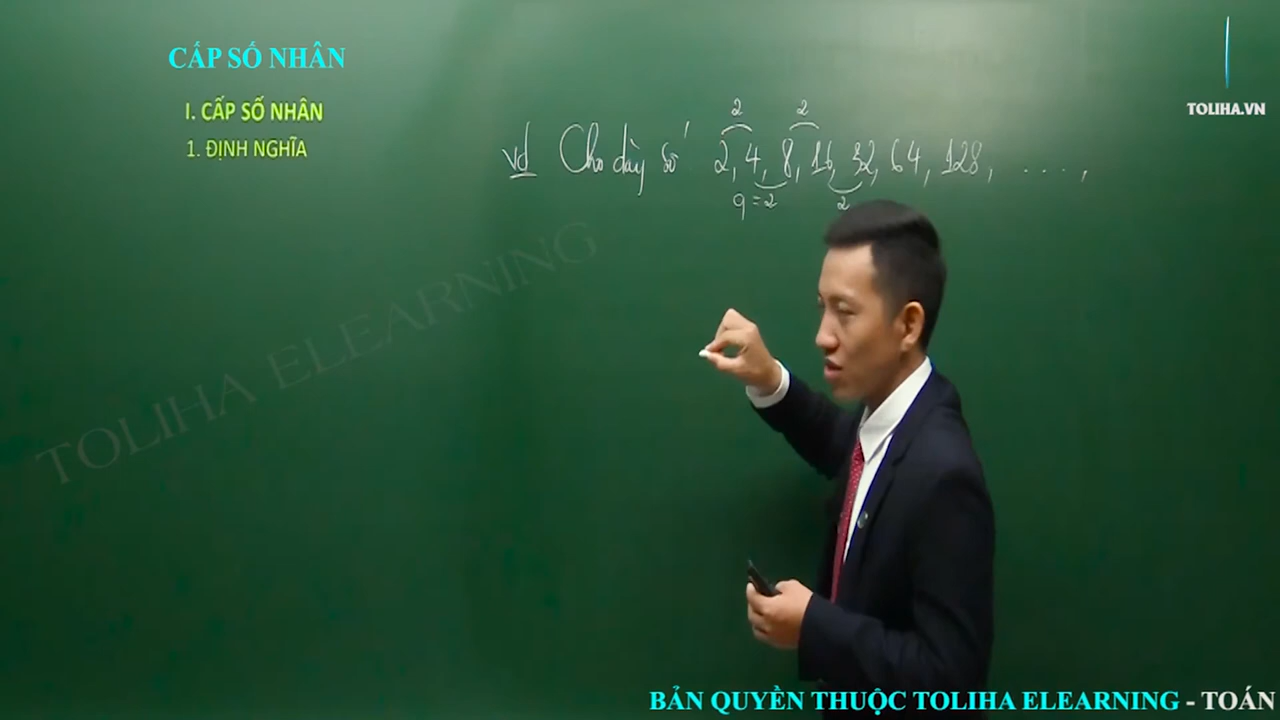 CẤP SỐ NHÂN
I. CẤP SỐ NHÂN
1. ĐỊNH NGHĨA
TOLIHA.VN
2 2
vd Cho dãy số 2, 4, 8, 16, 32, 64, 128, ....,
q = 2 2
TOLIHA ELEARNING
BẢN QUYỀN THUỘC TOLIHA ELEARNING - TOÁN